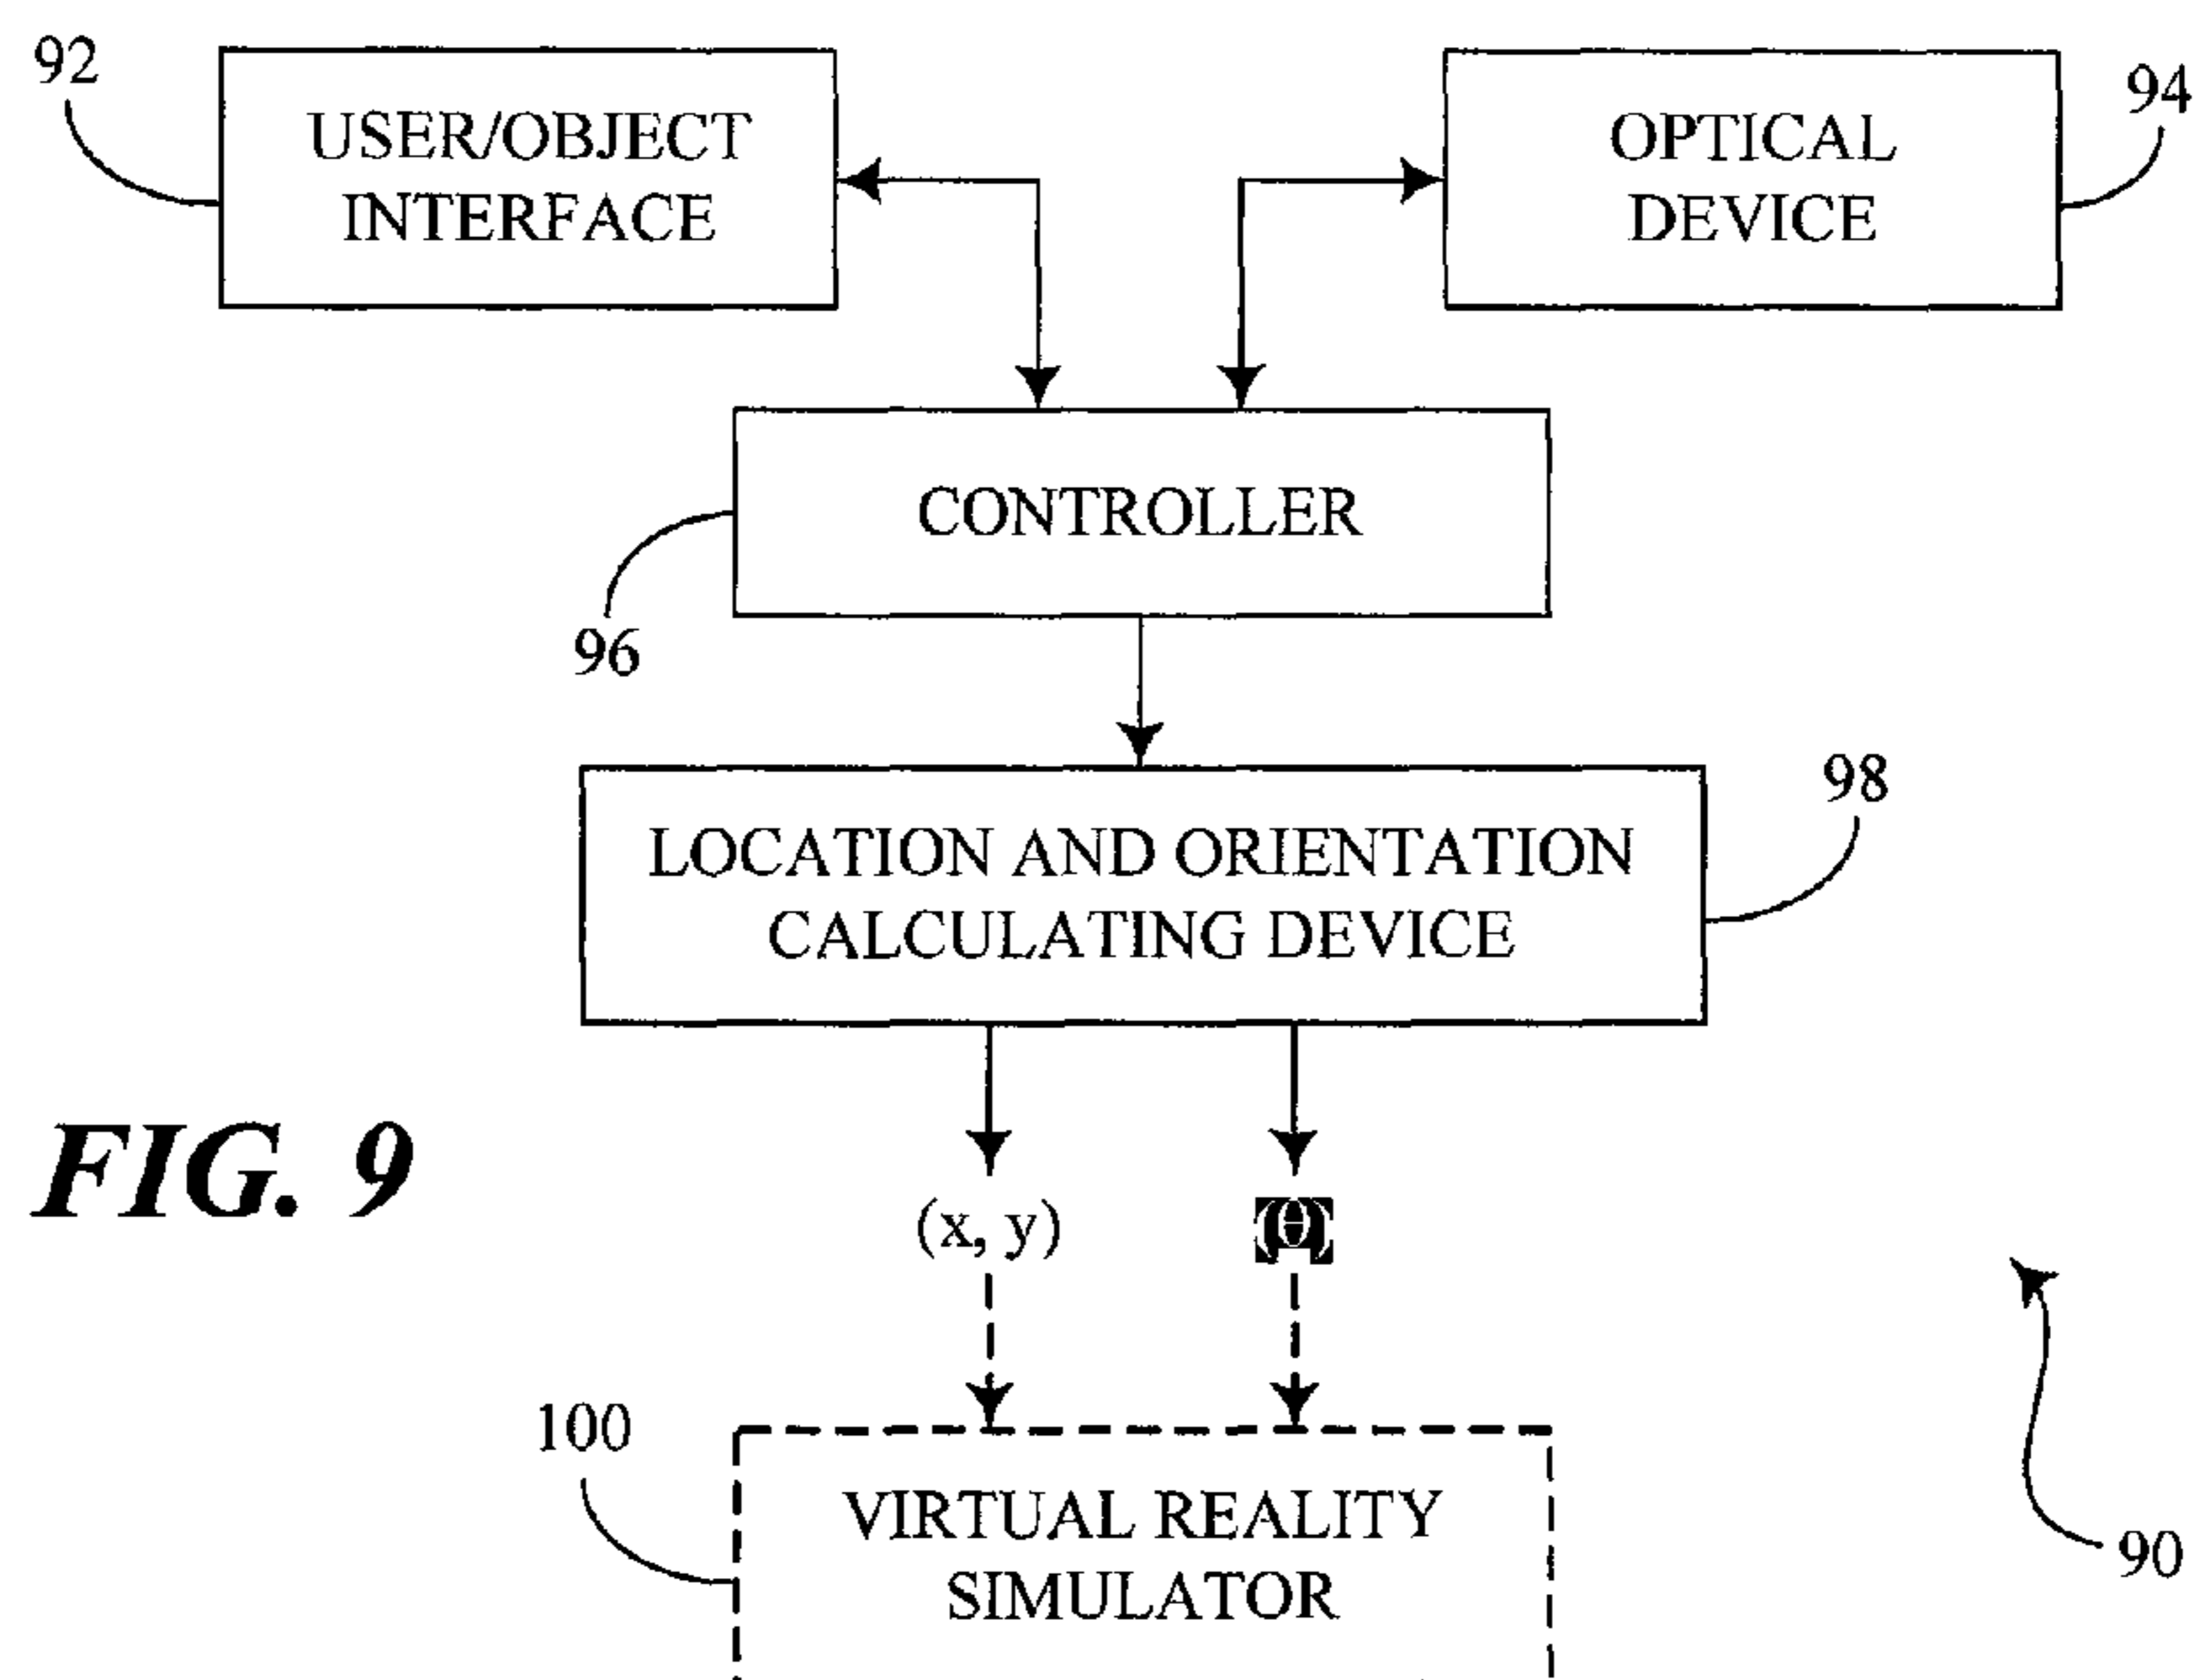 92
USER/OBJECT
INTERFACE
OPTICAL
DEVICE
94
CONTROLLER
96
LOCATION AND ORIENTATION
CALCULATING DEVICE
98
FIG. 9
(x, y)
(θ)
100
VIRTUAL REALITY
SIMULATOR
90